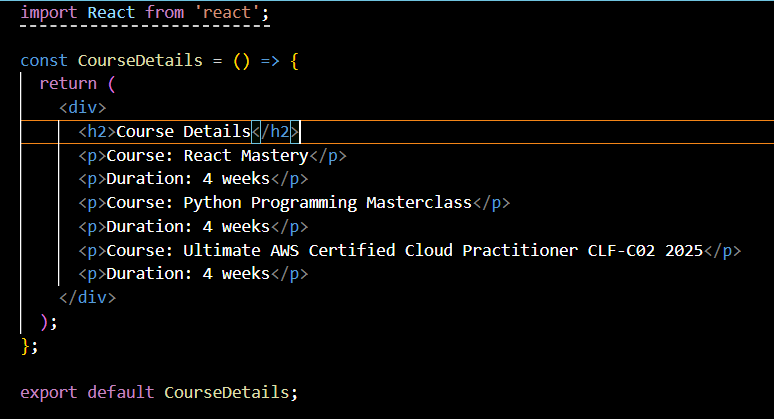 import React from 'react';
const CourseDetails = () => {
return (
<div>
<h2>Course Details</h2>
<p>Course: React Mastery</p>
<p>Duration: 4 weeks</p>
<p>Course: Python Programming Masterclass</p>
<p>Duration: 4 weeks</p>
<p>Course: Ultimate AWS Certified Cloud Practitioner CLF-C02 2025</p>
<p>Duration: 4 weeks</p>
</div>
);
};
export default CourseDetails;